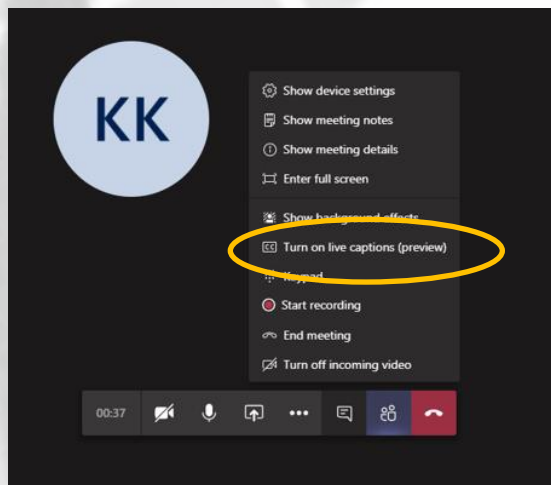 KK
Show device settings
Show meeting notes
Show meeting details
Enter full screen
Show background effects
CC Turn on live captions (preview)
Keypad
Start recording
End meeting
Turn off incoming video
00:37